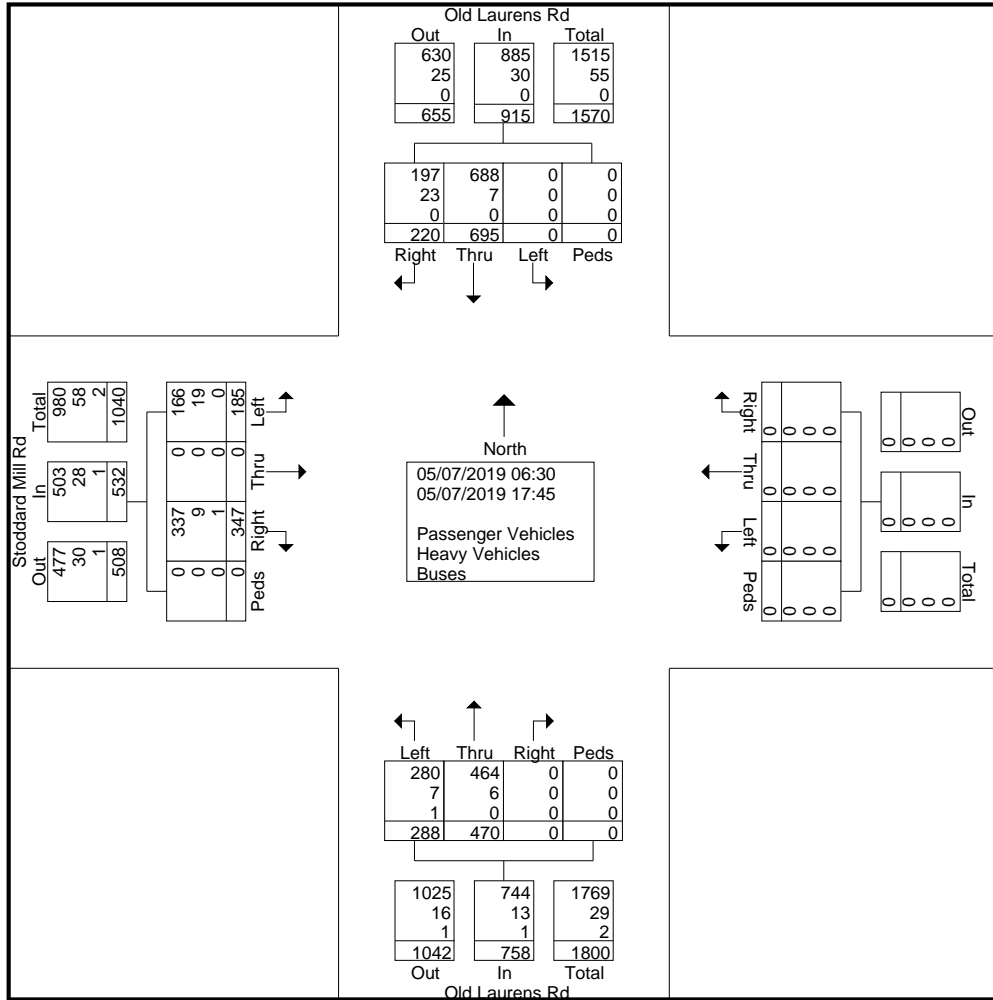 Old Laurens Rd
Out In Total
630 885 1515
25 30 55
0 0 0
655 915 1570
197 688 0 0
23 7 0 0
0 0 0 0
220 695 0 0
Right Thru Left Peds
Stoddard Mill Rd
Total In Out
980 503 477
58 28 30
2 1 1
1040 532 508
166 0 337 0
19 0 9 0
0 0 1 0
185 0 347 0
Left Thru Right Peds
North
05/07/2019 06:30
05/07/2019 17:45
Passenger Vehicles
Heavy Vehicles
Buses
Right Thru Left Peds
0 0 0 0
0 0 0 0
0 0 0 0
0 0 0 0
Out In Total
0 0 0
0 0 0
0 0 0
0 0 0
Left Thru Right Peds
280 464 0 0
7 6 0 0
1 0 0 0
288 470 0 0
1025 744 1769
16 13 29
1 1 2
1042 758 1800
Out In Total
Old Laurens Rd